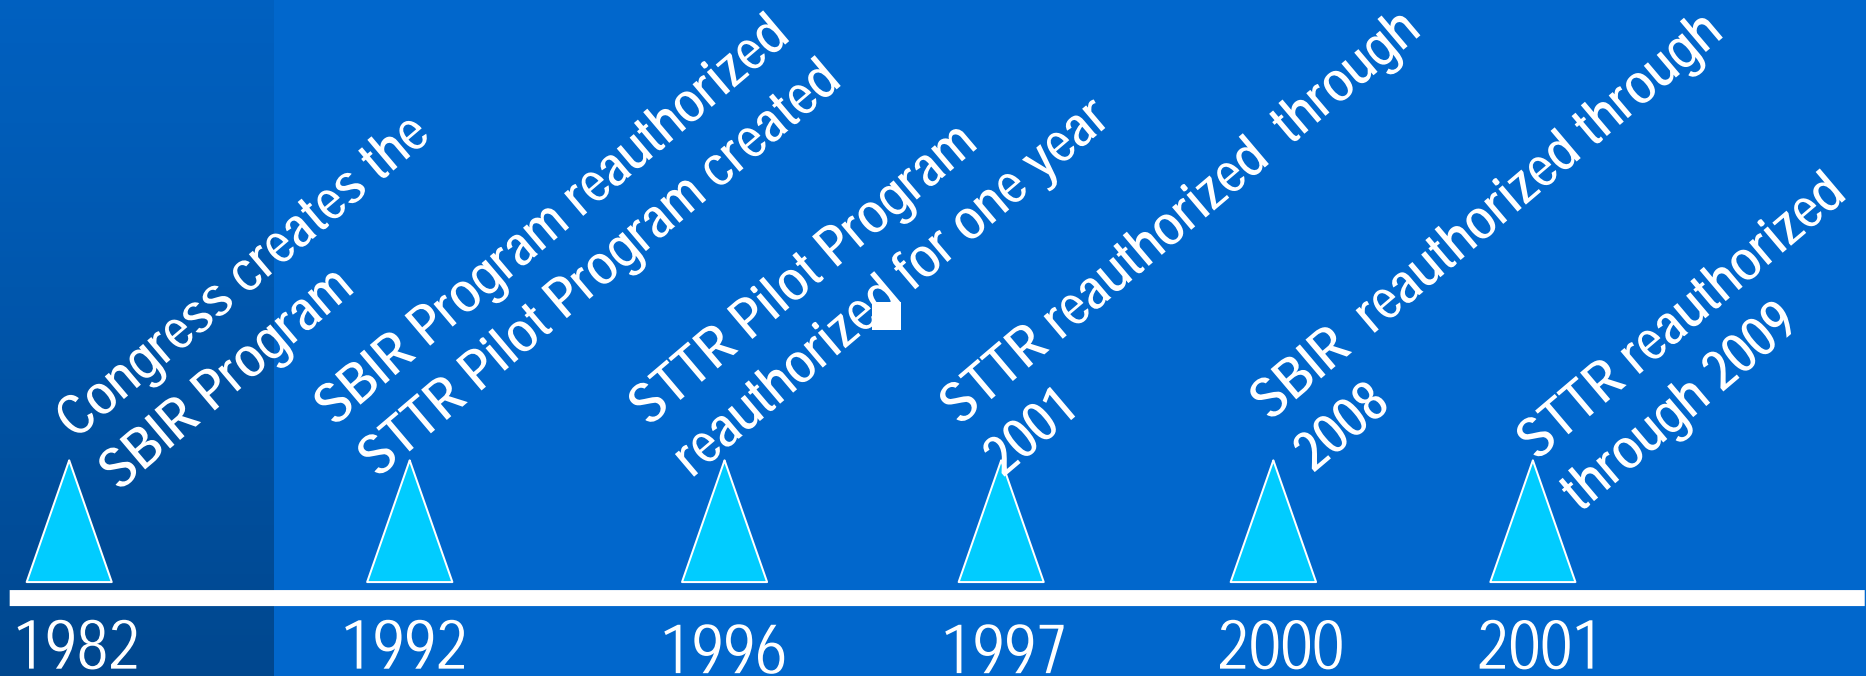 Congress creates the
SBIR Program
SBIR Program reauthorized
STTR Pilot Program created
STTR Pilot Program
reauthorized for one year
STTR reauthorized through
2001
SBIR reauthorized through
2008
STTR reauthorized
through 2009
1982
1992
1996
1997
2000
2001